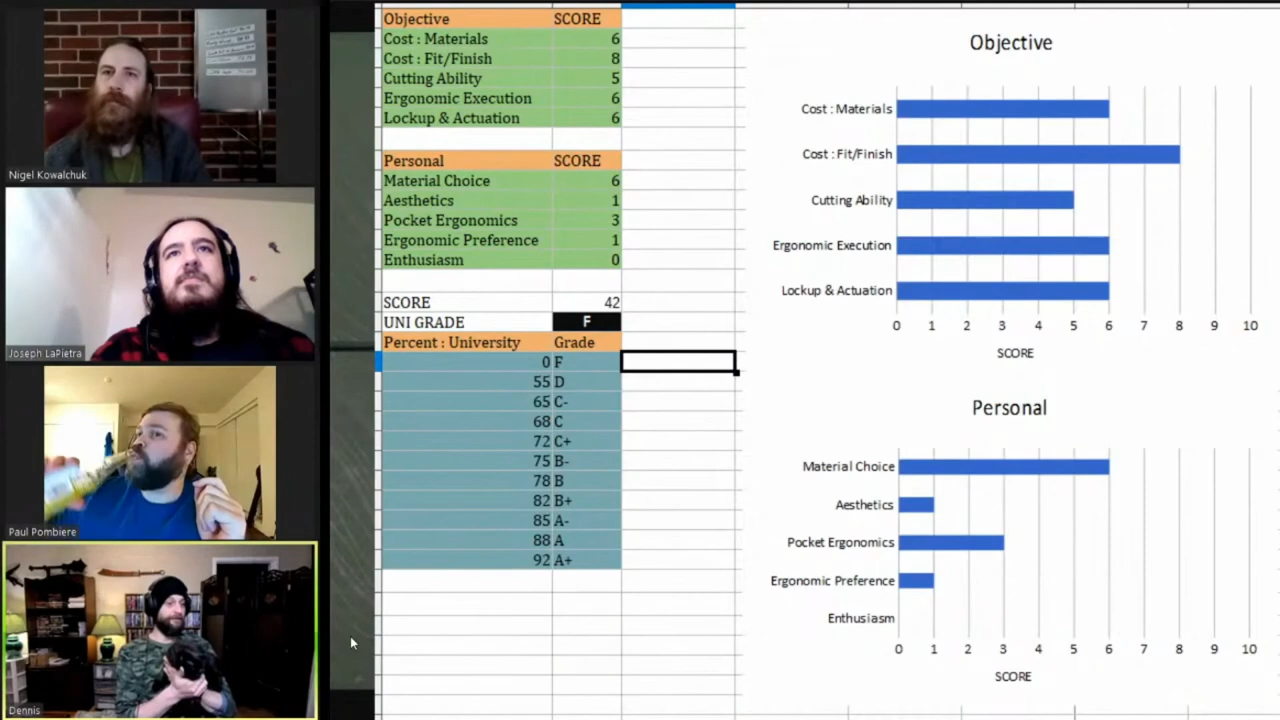 Nigel Kowalchuk
Joseph LaPietra
Paul Pombiere
Dennis
Objective SCORE
Cost : Materials 6
Cost : Fit/Finish 8
Cutting Ability 5
Ergonomic Execution 6
Lockup & Actuation 6
Personal SCORE
Material Choice 6
Aesthetics 1
Pocket Ergonomics 3
Ergonomic Preference 1
Enthusiasm 0
SCORE 42
UNI GRADE F
Percent : University Grade
0 F
55 D
65 C-
68 C
72 C+
75 B-
78 B
82 B+
85 A-
88 A
92 A+
Objective
Cost : Materials
Cost : Fit/Finish
Cutting Ability
Ergonomic Execution
Lockup & Actuation
0 1 2 3 4 5 6 7 8 9 10
SCORE
Personal
Material Choice
Aesthetics
Pocket Ergonomics
Ergonomic Preference
Enthusiasm
0 1 2 3 4 5 6 7 8 9 10
SCORE